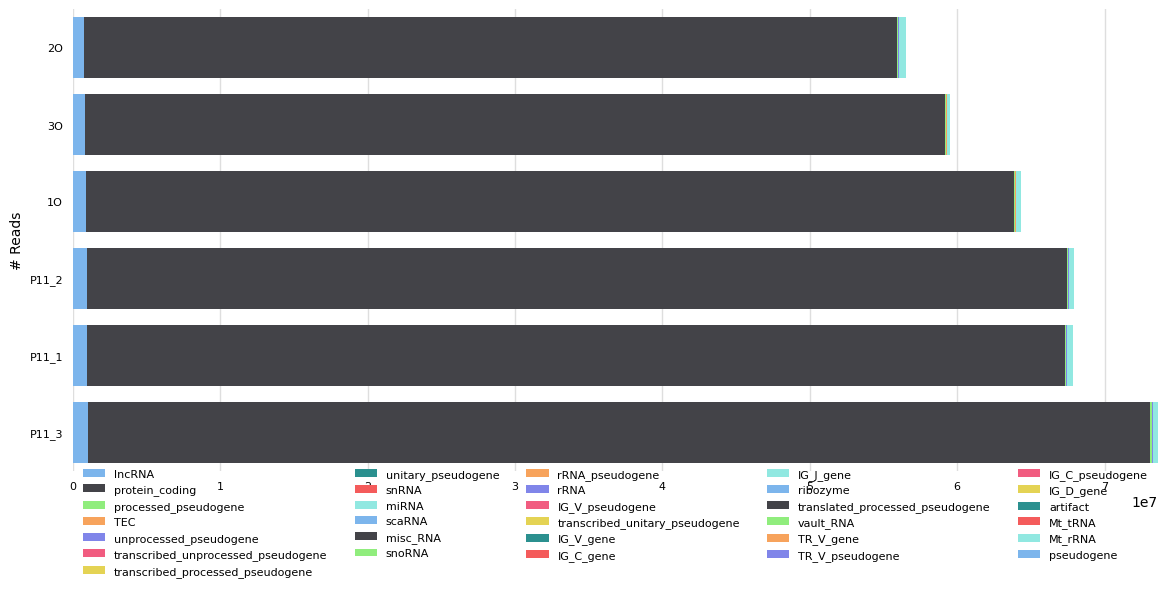 2O
3O
1O
P11_2
P11_1
P11_3
# Reads
0 1 2 3 4 5 6 7
1e7
lncRNA
protein_coding
processed_pseudogene
TEC
unprocessed_pseudogene
transcribed_unprocessed_pseudogene
transcribed_processed_pseudogene
unitary_pseudogene
snRNA
miRNA
scaRNA
misc_RNA
snoRNA
rRNA_pseudogene
rRNA
IG_V_pseudogene
transcribed_unitary_pseudogene
IG_V_gene
IG_C_gene
IG_J_gene
ribozyme
translated_processed_pseudogene
vault_RNA
TR_V_gene
TR_V_pseudogene
IG_C_pseudogene
IG_D_gene
artifact
Mt_tRNA
Mt_rRNA
pseudogene